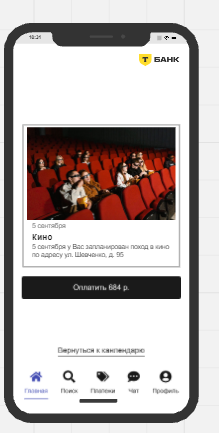 16:21
Т БАНК
5 сентября
Кино
5 сентября у Вас запланирован поход в кино
по адресу ул. Шевченко, д. 95
Оплатить 684 р.
Вернуться к канлендарю
Главная Поиск Платежи Чат Профиль